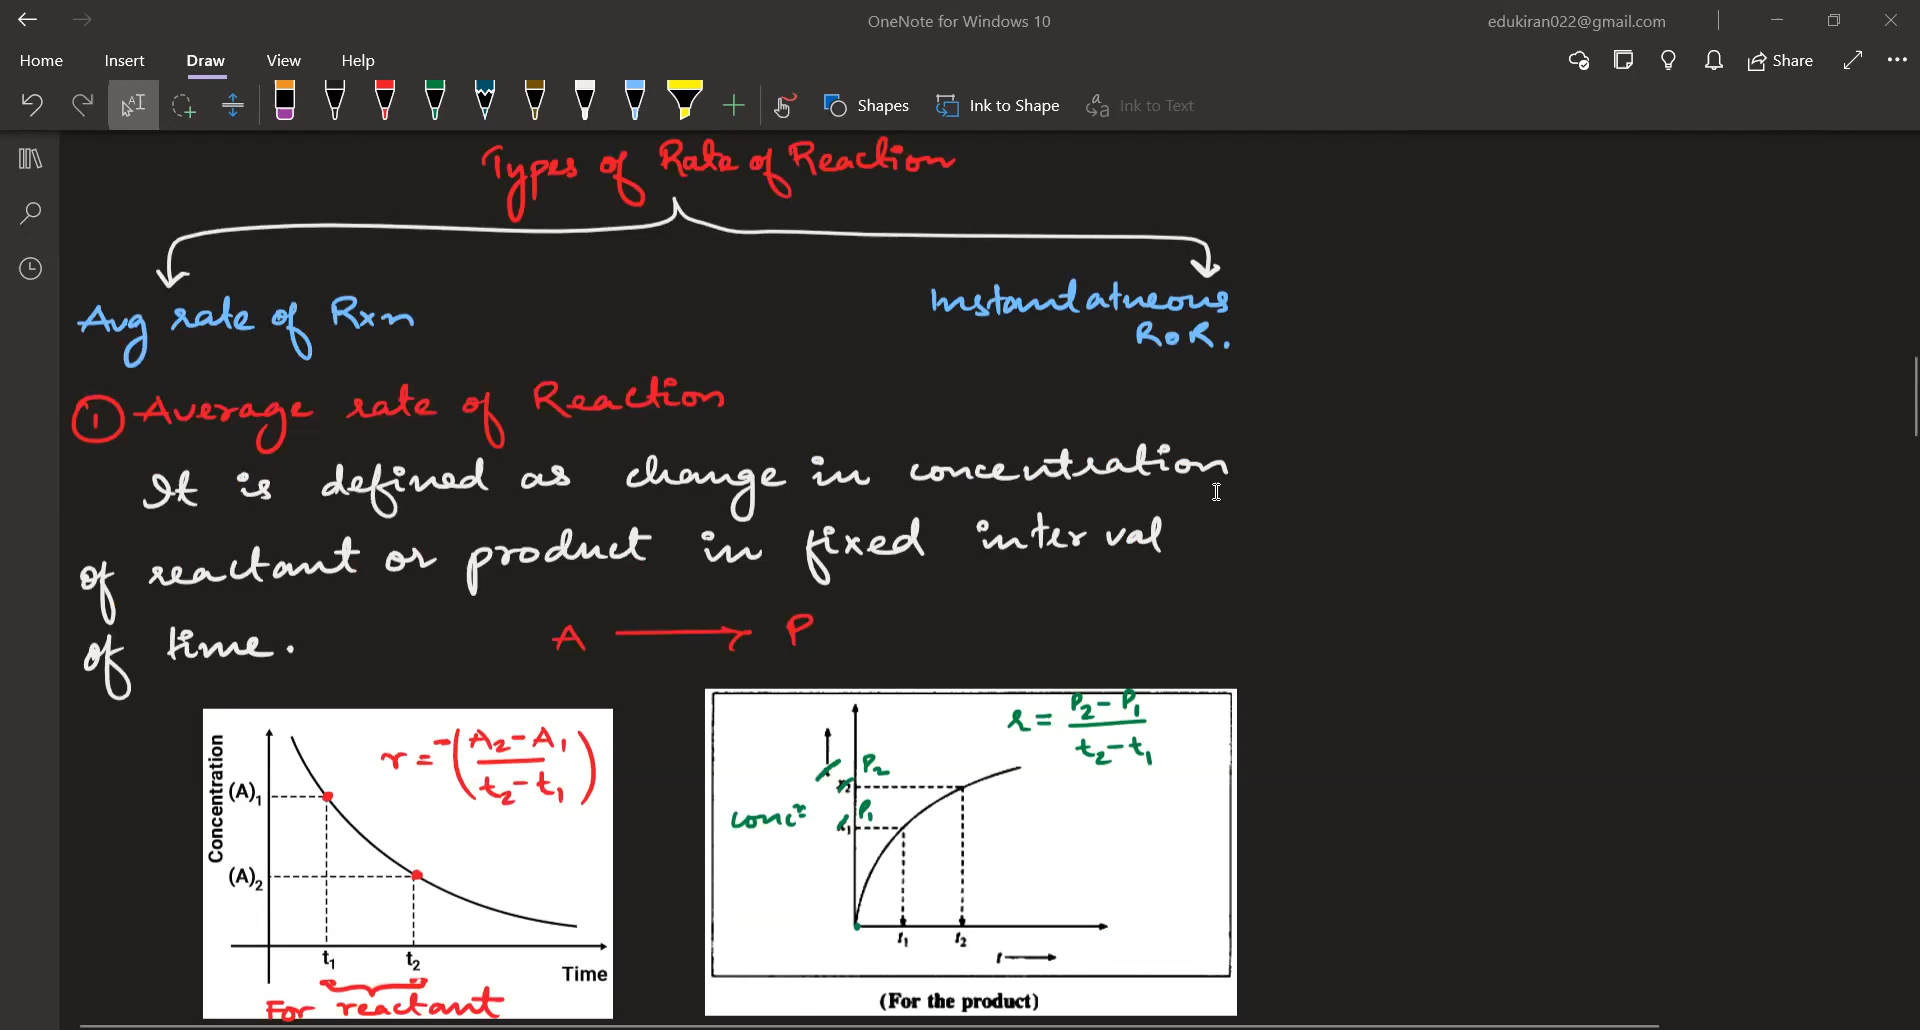 OneNote for Windows 10
edukiran022@gmail.com
Home Insert Draw View Help
Share
Shapes Ink to Shape Ink to Text
Types of Rate of Reaction
Avg rate of Rxn
Instantatneous
R.O.R.
① Average rate of Reaction
It is defined as change in concentration
of reactant or product in fixed interval
of time.
A → P
Concentration
(A)₁
(A)₂
r = -(A₂-A₁/t₂-t₁)
t₁ t₂
Time
For reactant
r = P₂-P₁/t₂-t₁
P₂
P₁
concⁿ
t₁ t₂
t
(For the product)